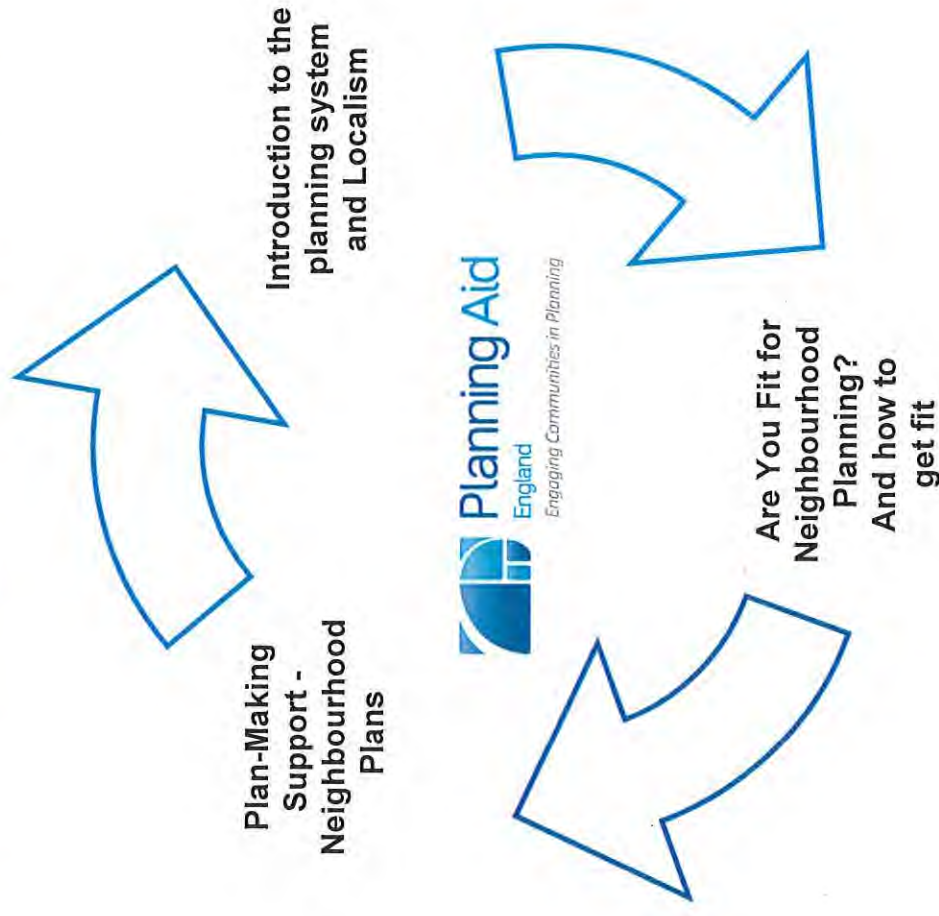 Plan-Making
Support -
Neighbourhood
Plans
Introduction to the
planning system
and Localism
Planning Aid
England
Engaging Communities in Planning
Are You Fit for
Neighbourhood
Planning?
And how to
get fit